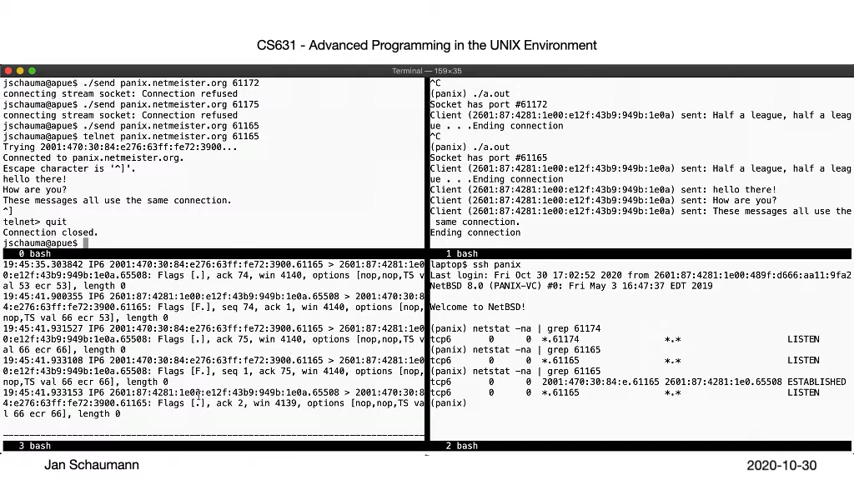 CS631 - Advanced Programming in the UNIX Environment
Terminal — 159×35
jschauma@apue$ ./send panix.netmeister.org 61172
connecting stream socket: Connection refused
jschauma@apue$ ./send panix.netmeister.org 61175
connecting stream socket: Connection refused
jschauma@apue$ ./send panix.netmeister.org 61165
jschauma@apue$ telnet panix.netmeister.org 61165
Trying 2001:470:30:84:e276:63ff:fe72:3900...
Connected to panix.netmeister.org.
Escape character is '^]'.
hello there!
How are you?
These messages all use the same connection.
^]
telnet> quit
Connection closed.
jschauma@apue$
0 bash
^C
(panix) ./a.out
Socket has port #61172
Client (2601:87:4281:1e00:e12f:43b9:949b:1e0a) sent: Half a league, half a leag
ue . . .Ending connection
^C
(panix) ./a.out
Socket has port #61165
Client (2601:87:4281:1e00:e12f:43b9:949b:1e0a) sent: Half a league, half a leag
ue . . .Ending connection
Client (2601:87:4281:1e00:e12f:43b9:949b:1e0a) sent: hello there!
Client (2601:87:4281:1e00:e12f:43b9:949b:1e0a) sent: How are you?
Client (2601:87:4281:1e00:e12f:43b9:949b:1e0a) sent: These messages all use the
 same connection.
Ending connection
1 bash
19:45:35.303842 IP6 2001:470:30:84:e276:63ff:fe72:3900.61165 > 2601:87:4281:1e0
0:e12f:43b9:949b:1e0a.65508: Flags [.], ack 74, win 4140, options [nop,nop,TS v
al 53 ecr 53], length 0
19:45:41.900355 IP6 2601:87:4281:1e00:e12f:43b9:949b:1e0a.65508 > 2001:470:30:8
4:e276:63ff:fe72:3900.61165: Flags [F.], seq 74, ack 1, win 4140, options [nop
,nop,TS val 66 ecr 53], length 0
19:45:41.931527 IP6 2001:470:30:84:e276:63ff:fe72:3900.61165 > 2601:87:4281:1e0
0:e12f:43b9:949b:1e0a.65508: Flags [.], ack 75, win 4140, options [nop,nop,TS v
al 66 ecr 66], length 0
19:45:41.933108 IP6 2001:470:30:84:e276:63ff:fe72:3900.61165 > 2601:87:4281:1e0
0:e12f:43b9:949b:1e0a.65508: Flags [F.], seq 1, ack 75, win 4140, options [nop,
nop,TS val 66 ecr 66], length 0
19:45:41.933153 IP6 2601:87:4281:1e00:e12f:43b9:949b:1e0a.65508 > 2001:470:30:8
4:e276:63ff:fe72:3900.61165: Flags [.], ack 2, win 4139, options [nop,nop,TS va
l 66 ecr 66], length 0
3 bash
laptop$ ssh panix
Last login: Fri Oct 30 17:02:52 2020 from 2601:87:4281:1e00:489f:d666:aa11:9fa2
NetBSD 8.0 (PANIX-VC) #0: Fri May 3 16:47:37 EDT 2019
Welcome to NetBSD!
(panix) netstat -na | grep 61174
tcp6 0 0 *.61174 *.* LISTEN
(panix) netstat -na | grep 61165
tcp6 0 0 *.61165 *.* LISTEN
(panix) netstat -na | grep 61165
tcp6 0 0 2001:470:30:84:e.61165 2601:87:4281:1e0.65508 ESTABLISHED
tcp6 0 0 *.61165 *.* LISTEN
(panix)
2 bash
Jan Schaumann
2020-10-30